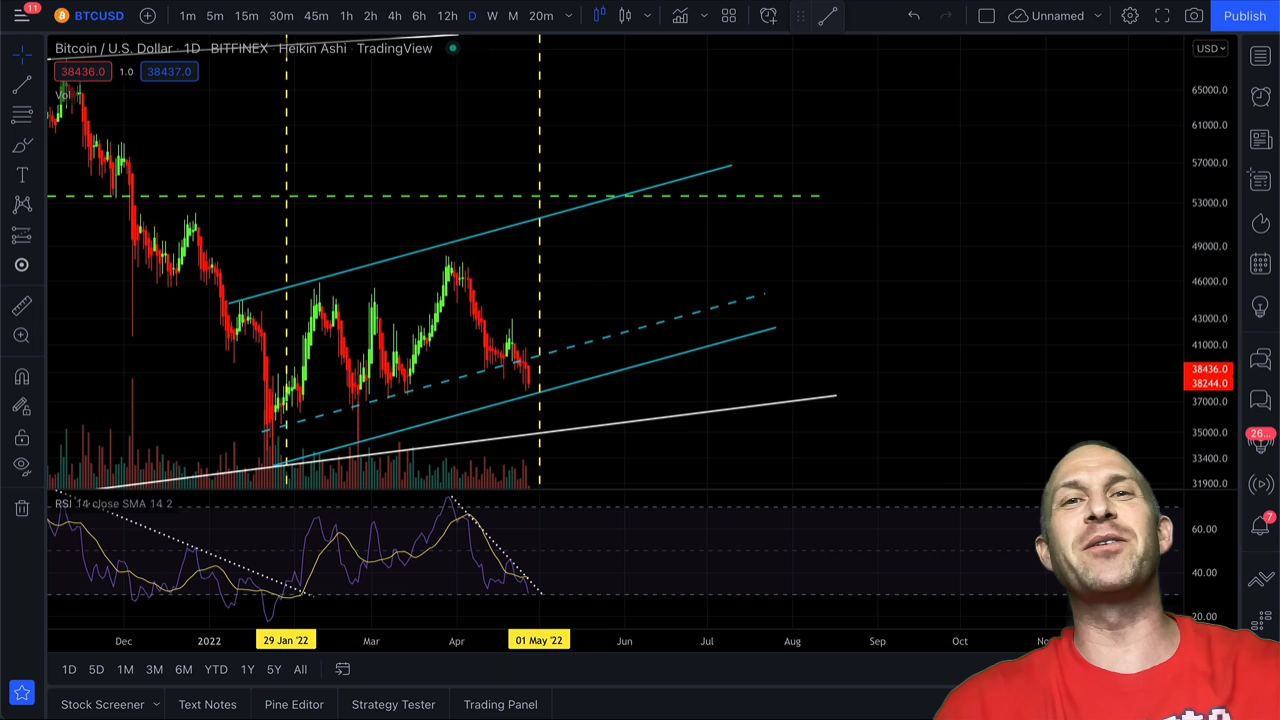 11
BTCUSD
1m 5m 15m 30m 45m 1h 2h 4h 6h 12h D W M 20m
Unnamed
Publish
Bitcoin / U.S. Dollar · 1D · BITFINEX · Heikin Ashi · TradingView
USD
38436.0 1.0 38437.0
Vol
65000.0
61000.0
57000.0
53000.0
49000.0
46000.0
43000.0
41000.0
38436.0
38244.0
37000.0
35000.0
33400.0
31900.0
26...
7
RSI 14 close SMA 14 2
60.00
40.00
20.00
Dec 2022 29 Jan '22 Mar Apr 01 May '22 Jun Jul Aug Sep Oct
1D 5D 1M 3M 6M YTD 1Y 5Y All
Stock Screener Text Notes Pine Editor Strategy Tester Trading Panel